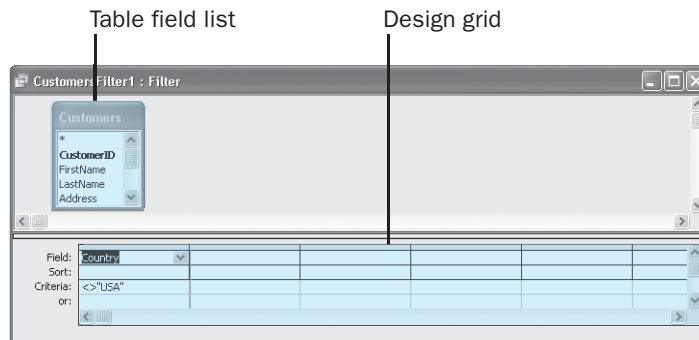 Table field list
Design grid
CustomersFilter1 : Filter
Customers
*
CustomerID
FirstName
LastName
Address
Field: Country
Sort:
Criteria: <>"USA"
or: